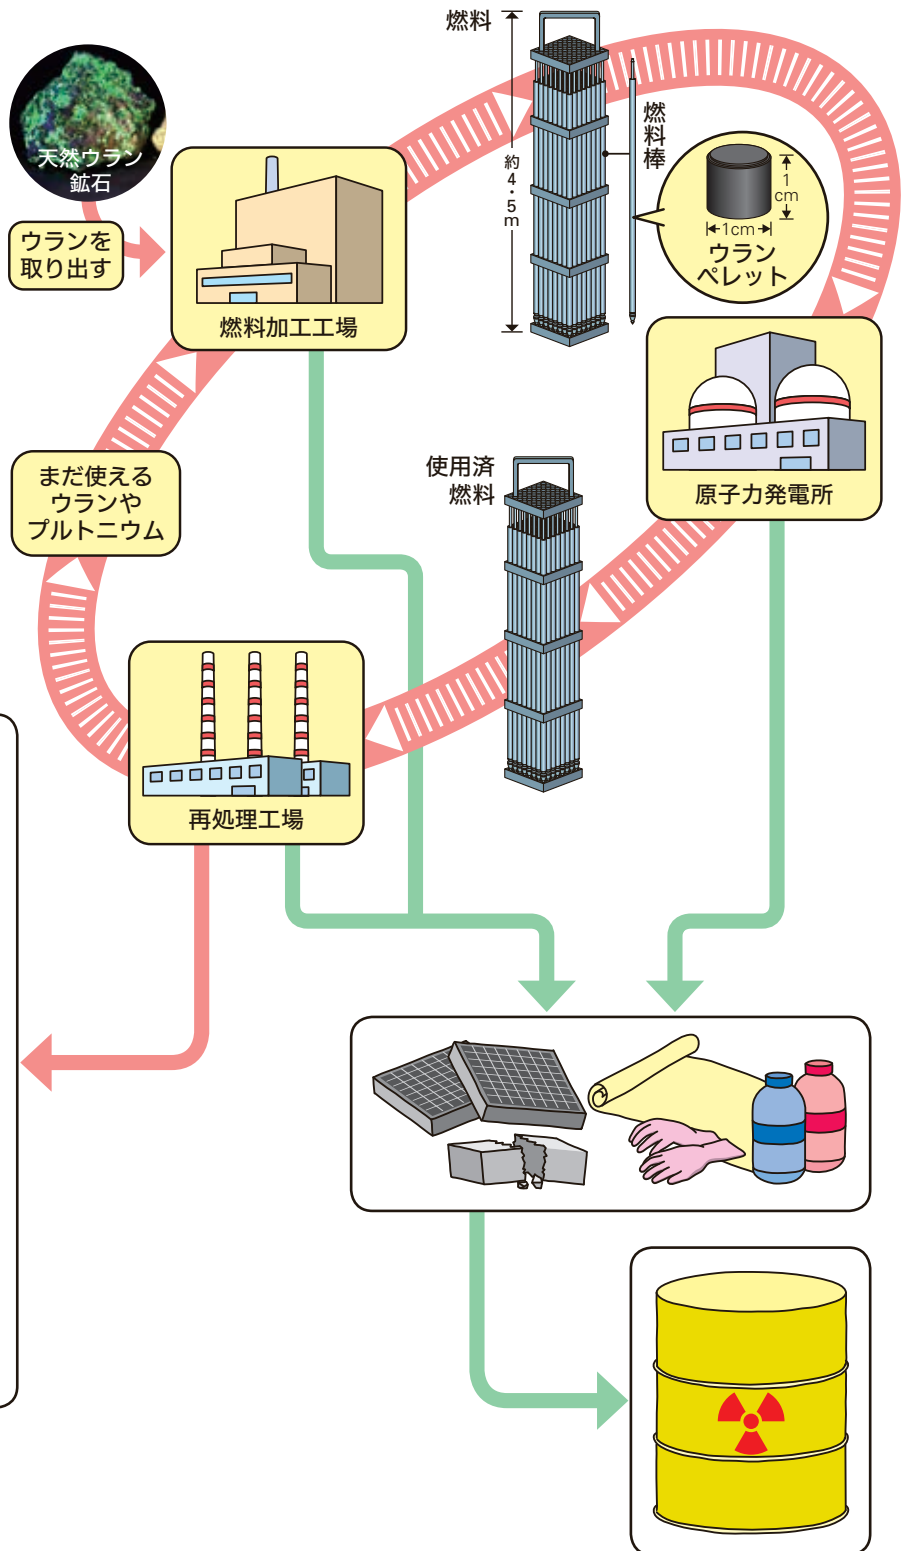 燃料
天然ウラン
鉱石
ウランを
取り出す
燃料加工工場
約4・5m
燃料棒
1
cm
1cm
ウラン
ペレット
原子力発電所
使用済
燃料
まだ使える
ウランや
プルトニウム
再処理工場